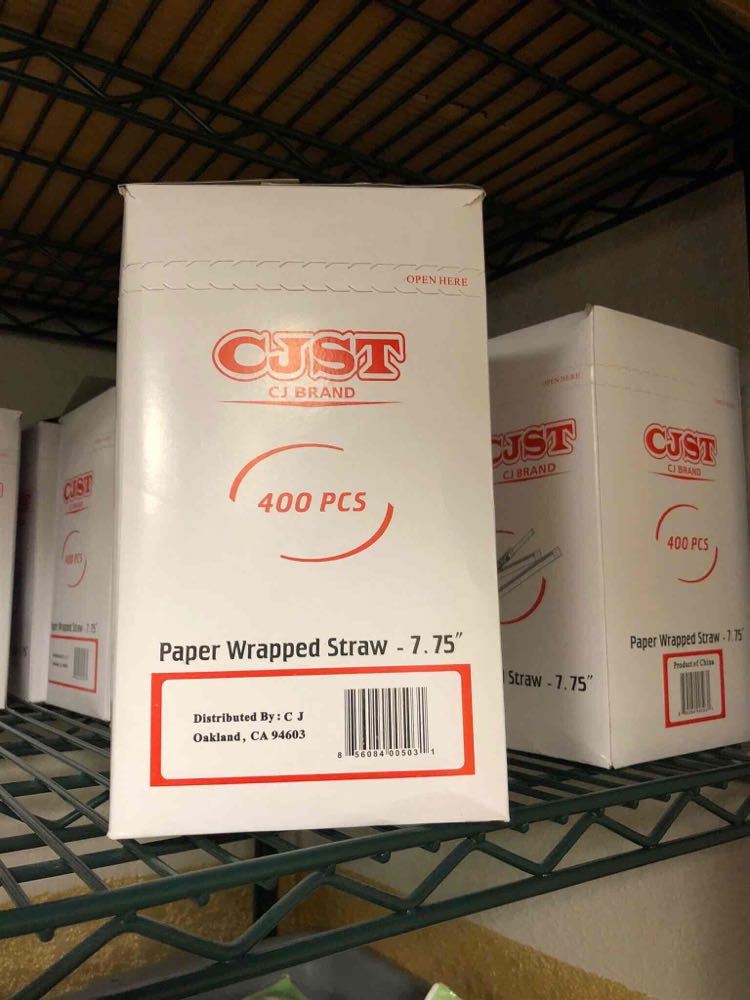 OPEN HERE
CJST
CJ BRAND
400 PCS
Paper Wrapped Straw - 7.75"
Distributed By: C J
Oakland, CA 94603
8 56084 00503 1
OPEN HERE
CJST
CJ BRAND
Straw - 7.75"
CJST
CJ BRAND
400 PCS
Paper Wrapped Straw - 7.75"
Product of China
CJST
400 PCS
Wrapped Straw - 7.75"